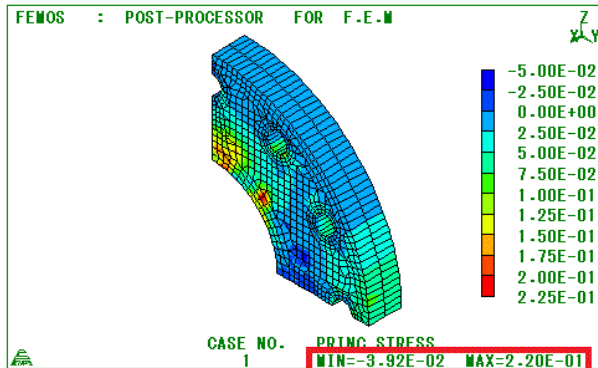 FEMOS : POST-PROCESSOR FOR F.E.M
Z
X Y
-5.00E-02
-2.50E-02
0.00E+00
2.50E-02
5.00E-02
7.50E-02
1.00E-01
1.25E-01
1.50E-01
1.75E-01
2.00E-01
2.25E-01
CASE NO. PRINC STRESS
1 MIN=-3.92E-02 MAX=2.20E-01